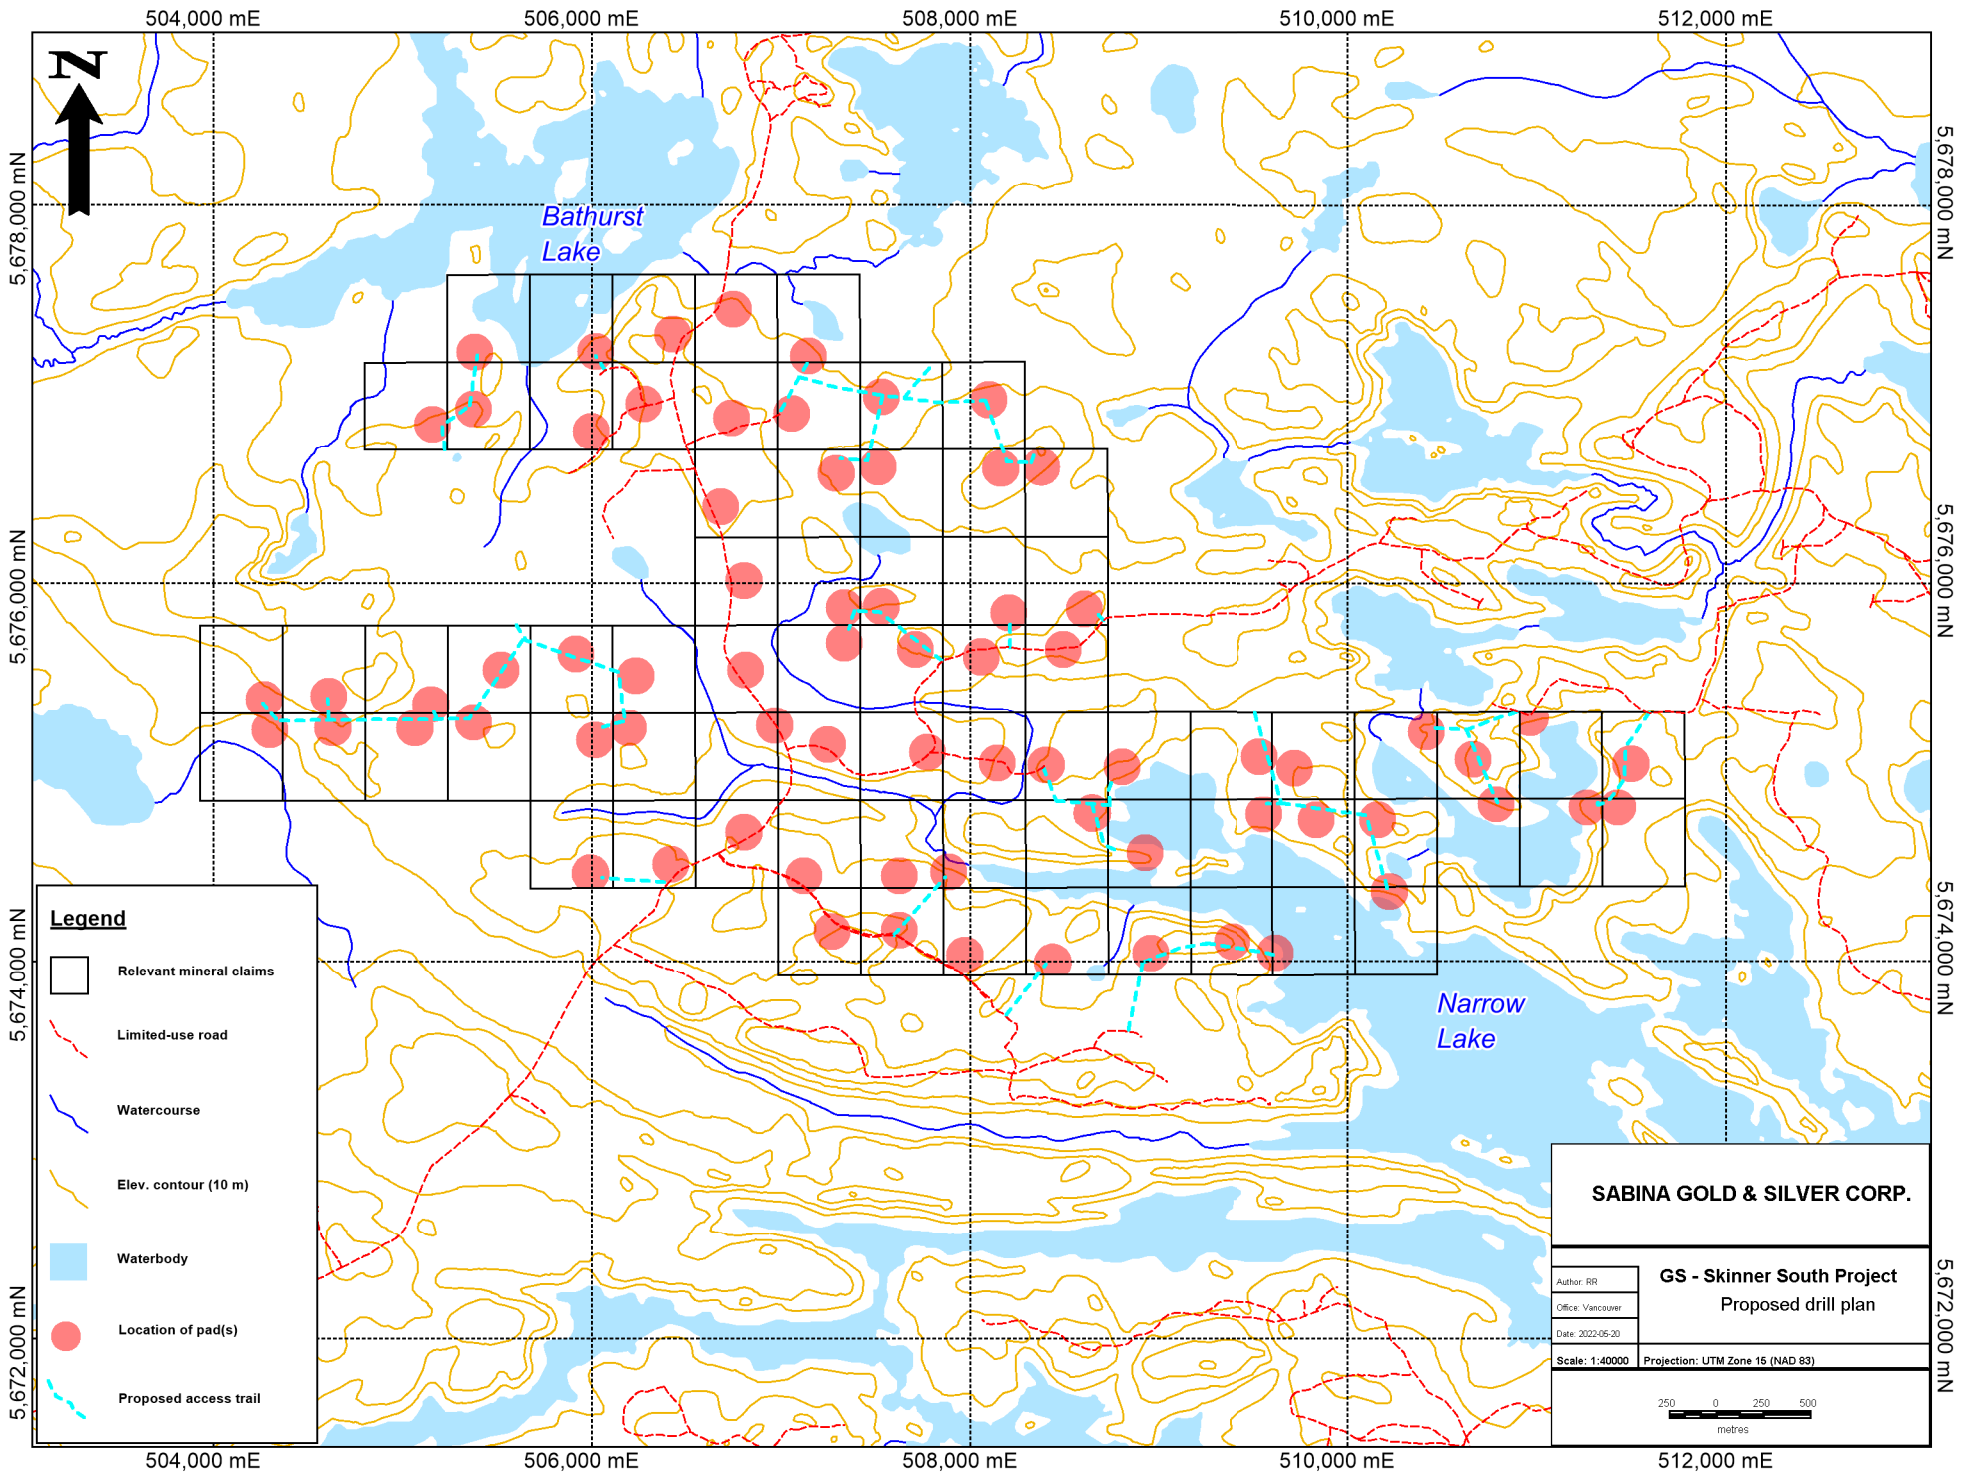 504,000 mE
506,000 mE
508,000 mE
510,000 mE
512,000 mE
N
5,678,000 mN
5,678,000 mN
Bathurst
Lake
5,676,000 mN
5,676,000 mN
5,674,000 mN
5,674,000 mN
Narrow
Lake
Legend
Relevant mineral claims
Limited-use road
Watercourse
Elev. contour (10 m)
Waterbody
Location of pad(s)
Proposed access trail
5,672,000 mN
5,672,000 mN
SABINA GOLD & SILVER CORP.
Author: RR
Office: Vancouver
Date: 2022-05-20
Scale: 1:40000
GS - Skinner South Project
Proposed drill plan
Projection: UTM Zone 15 (NAD 83)
250 0 250 500
metres
504,000 mE
506,000 mE
508,000 mE
510,000 mE
512,000 mE